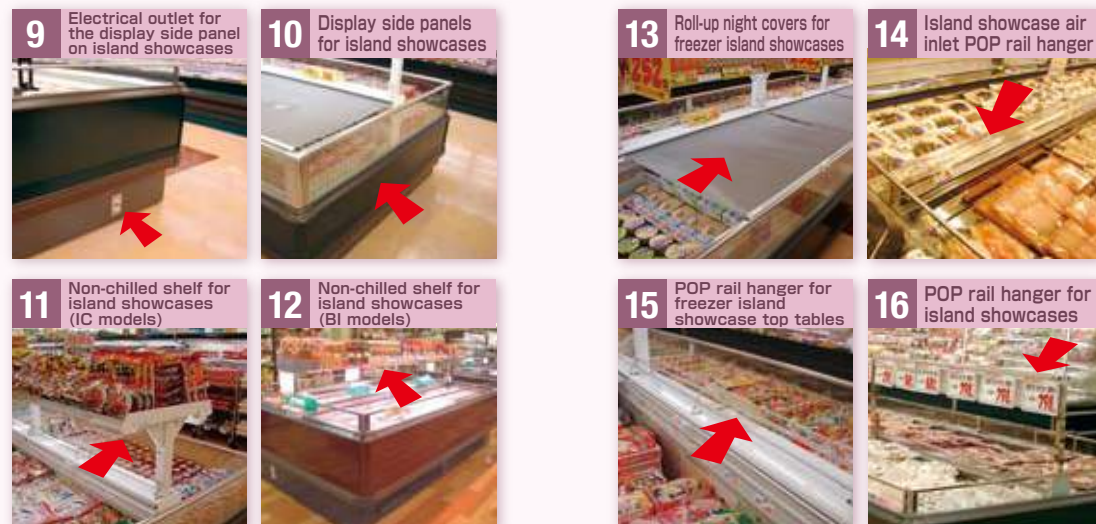 9
Electrical outlet for
the display side panel
on island showcases
10
Display side panels
for island showcases
11
Non-chilled shelf for
island showcases
(IC models)
12
Non-chilled shelf for
island showcases
(BI models)
13
Roll-up night covers for
freezer island showcases
14
Island showcase air
inlet POP rail hanger
15
POP rail hanger for
freezer island
showcase top tables
16
POP rail hanger for
island showcases